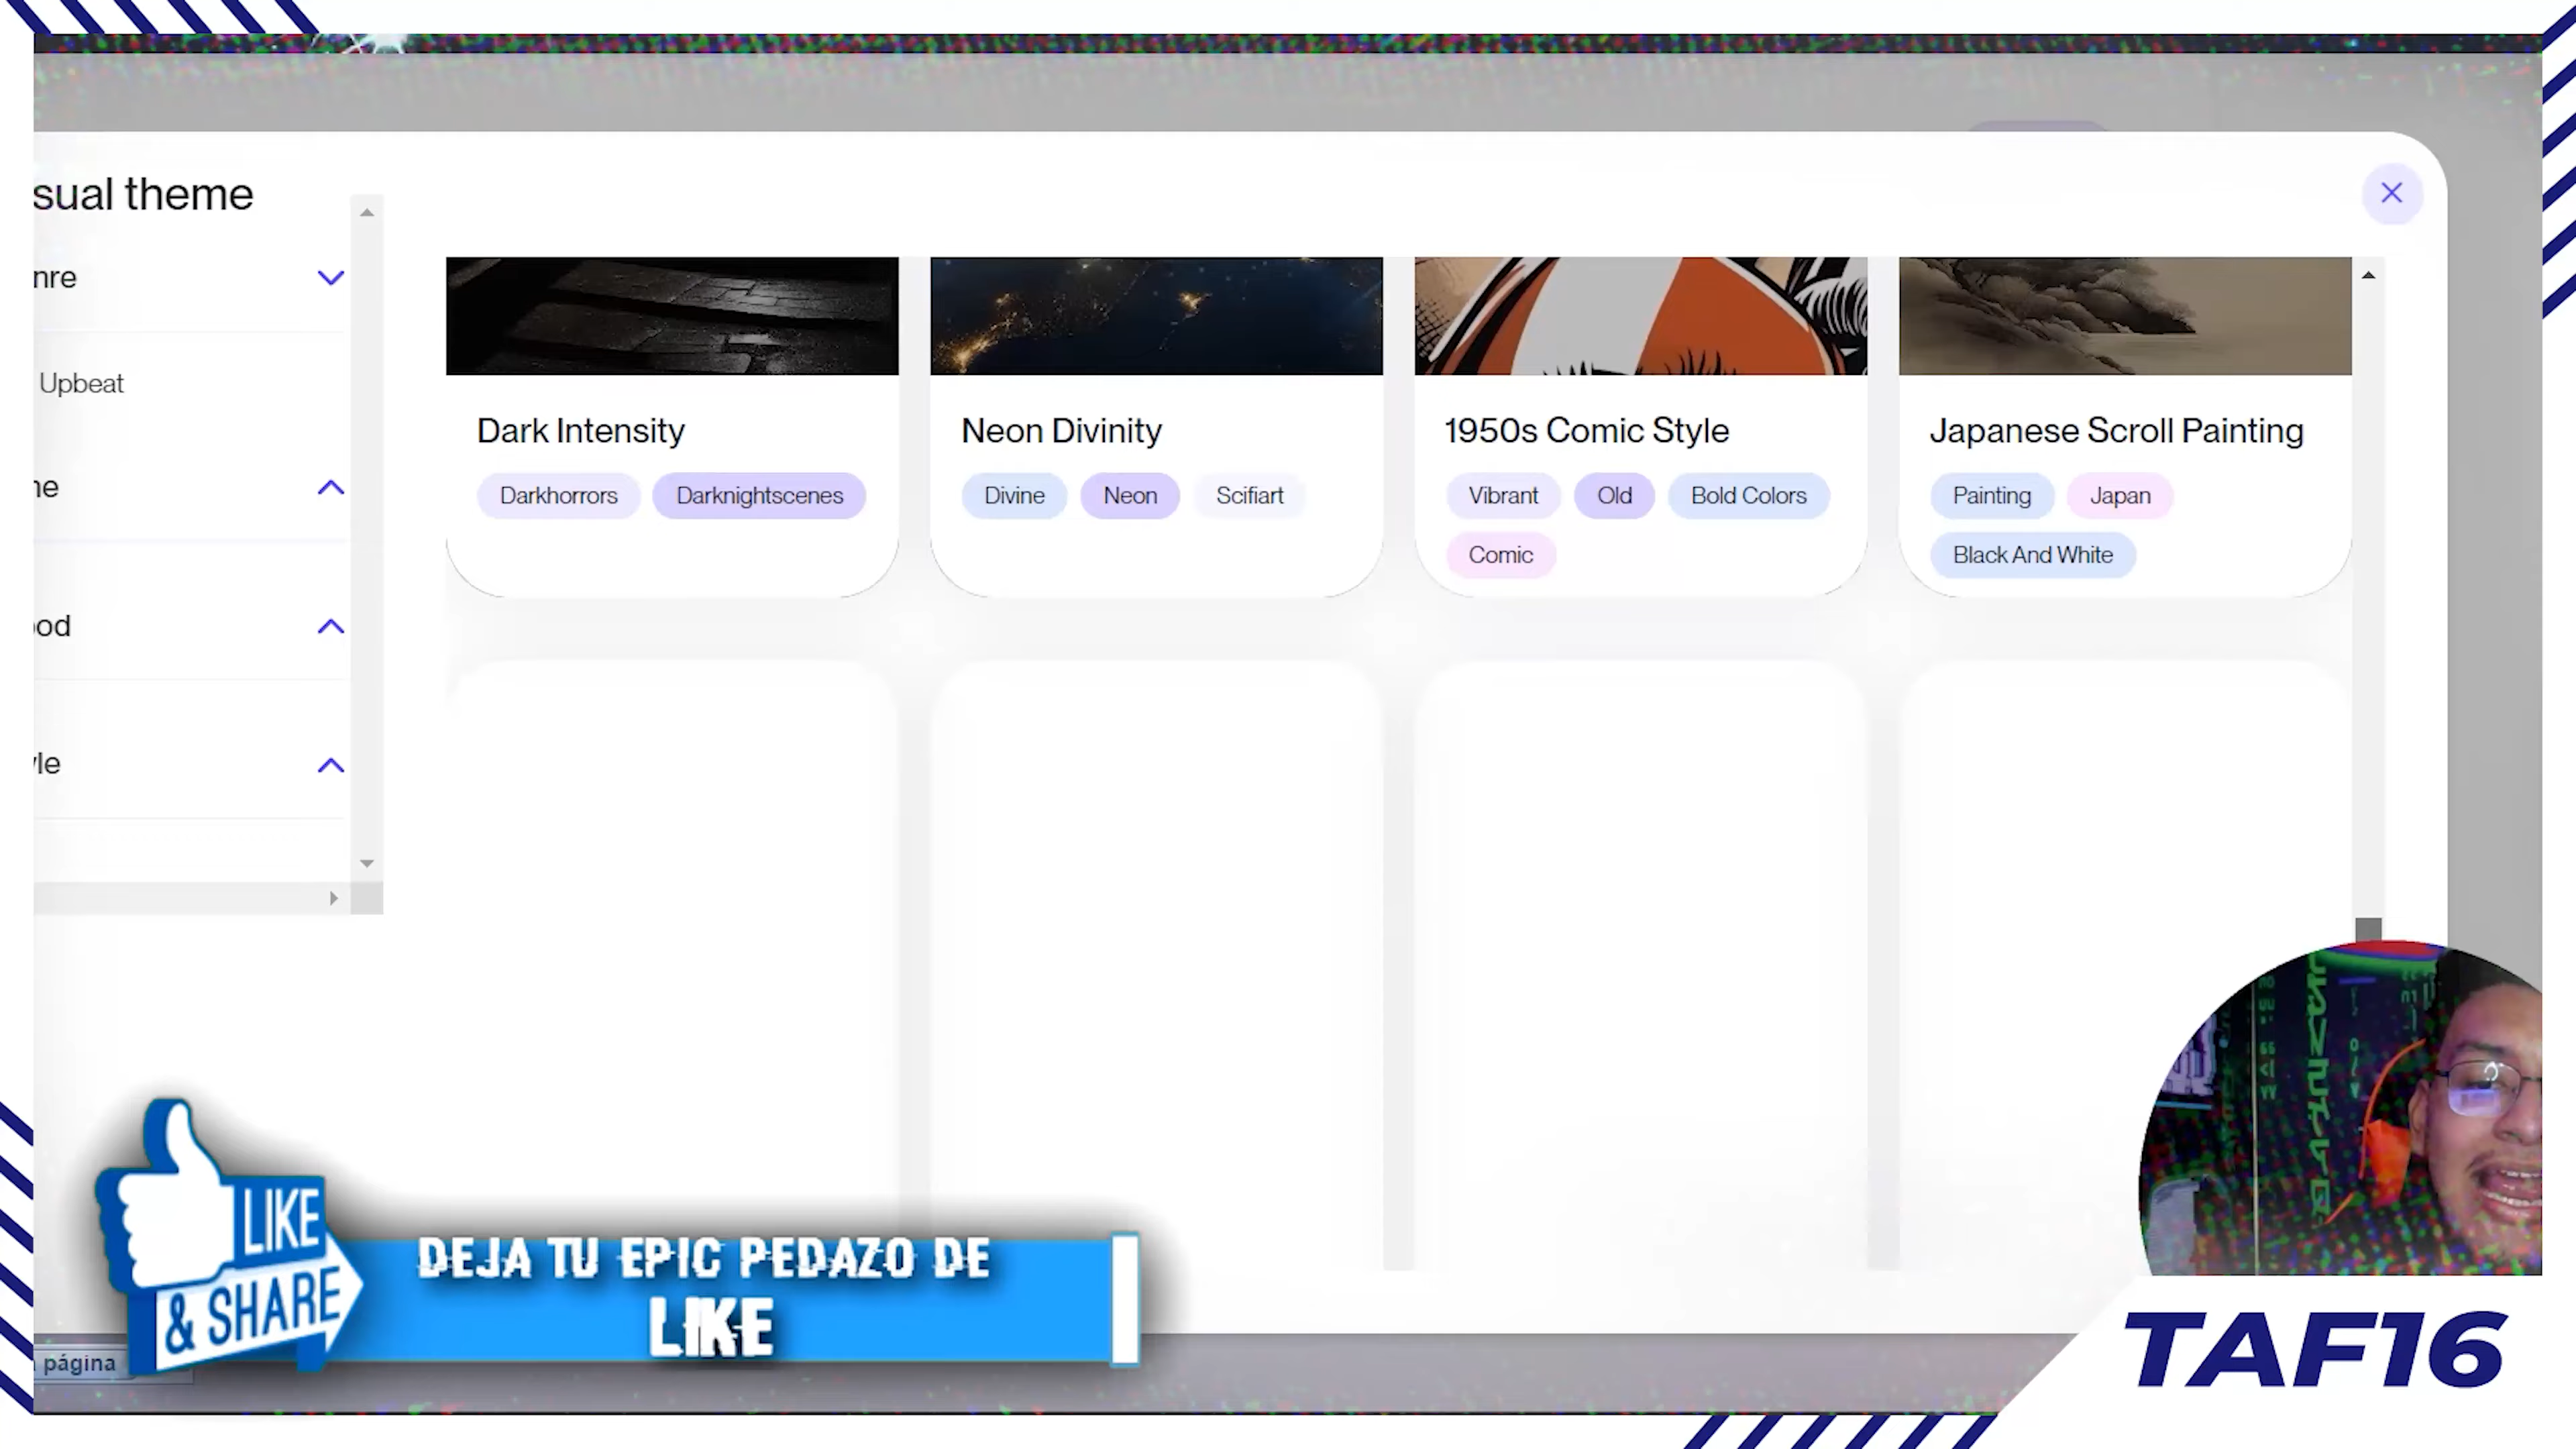 sual theme
nre
Upbeat
ne
ood
yle
Dark Intensity
Darkhorrors Darknightscenes
Neon Divinity
Divine Neon Scifiart
1950s Comic Style
Vibrant Old Bold Colors
Comic
Japanese Scroll Painting
Painting Japan
Black And White
LIKE
& SHARE
DEJA TU EPIC PEDAZO DE
LIKE
página
TAF16